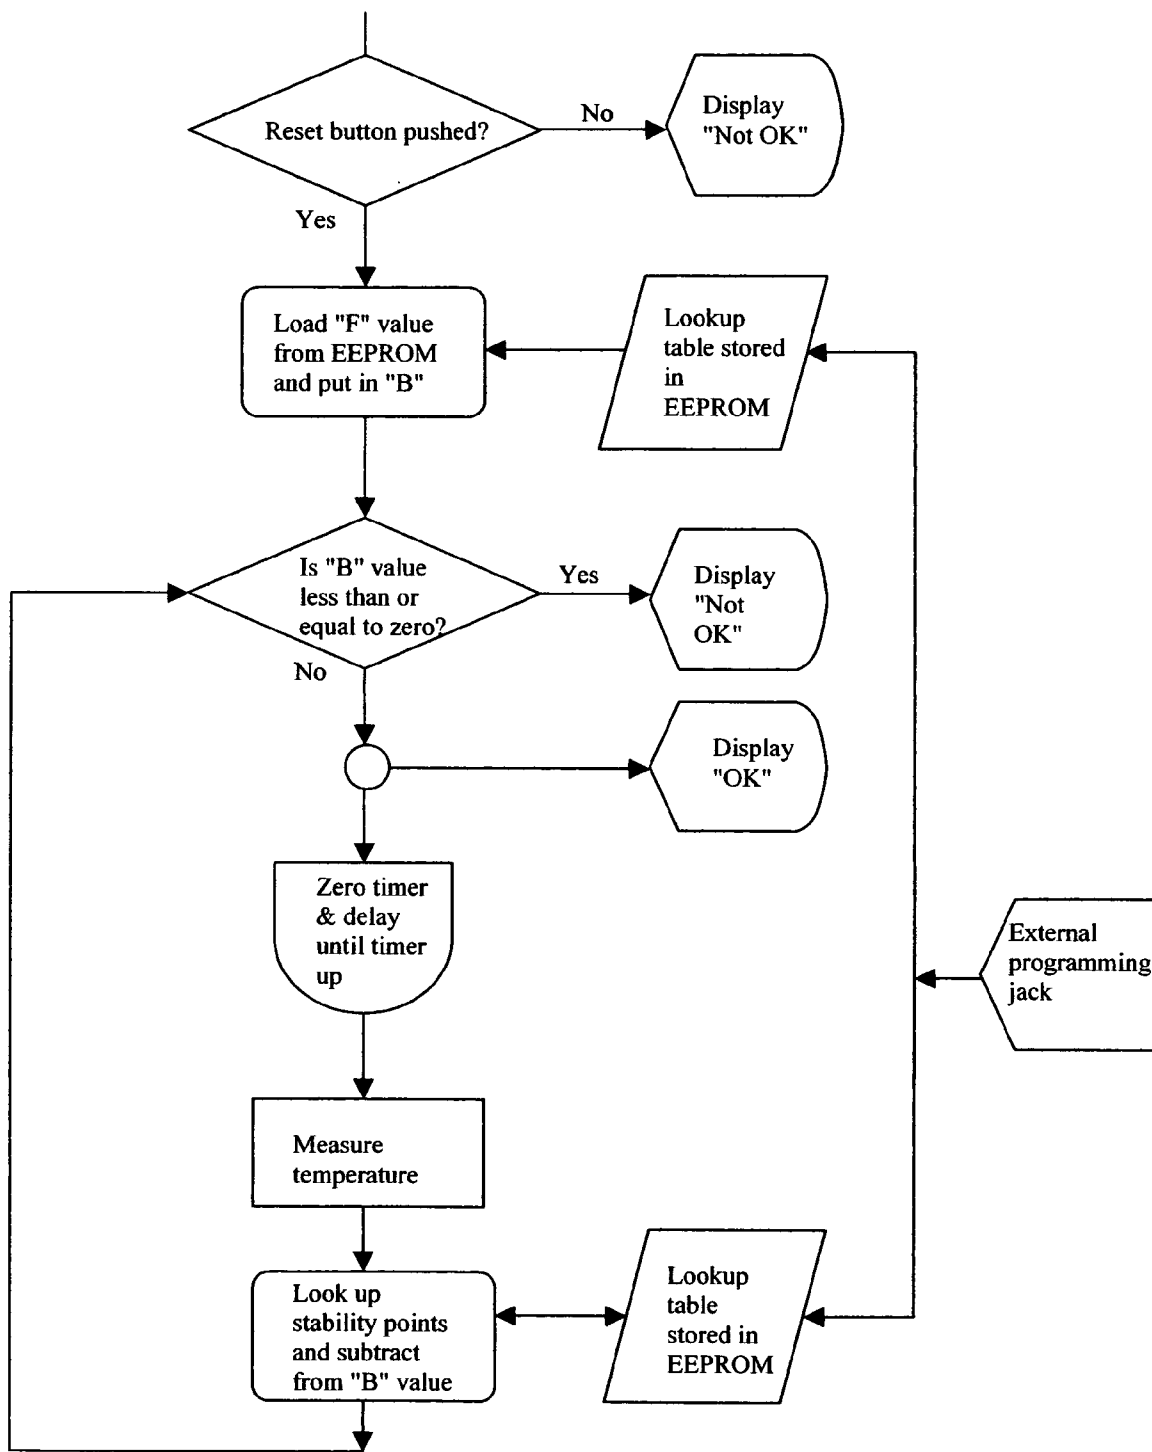 Reset button pushed?
No
Display
"Not OK"
Yes
Load "F" value
from EEPROM
and put in "B"
Lookup
table stored
in
EEPROM
Is "B" value
less than or
equal to zero?
Yes
Display
"Not
OK"
No
Display
"OK"
Zero timer
& delay
until timer
up
External
programming
jack
Measure
temperature
Look up
stability points
and subtract
from "B" value
Lookup
table
stored in
EEPROM